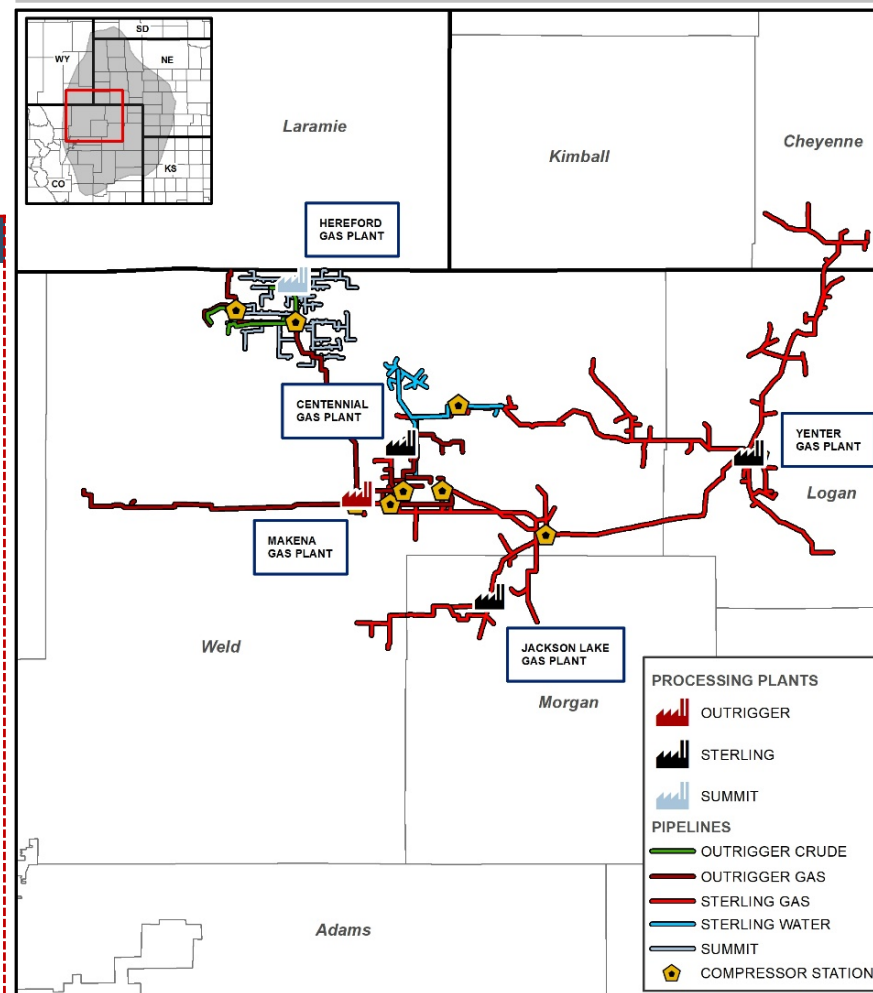 SD
WY
NE
CO
KS
Laramie
Kimball
Cheyenne
HEREFORD
GAS PLANT
CENTENNIAL
GAS PLANT
YENTER
GAS PLANT
Logan
MAKENA
GAS PLANT
Weld
JACKSON LAKE
GAS PLANT
Morgan
Adams
PROCESSING PLANTS
OUTRIGGER
STERLING
SUMMIT
PIPELINES
OUTRIGGER CRUDE
OUTRIGGER GAS
STERLING GAS
STERLING WATER
SUMMIT
COMPRESSOR STATION